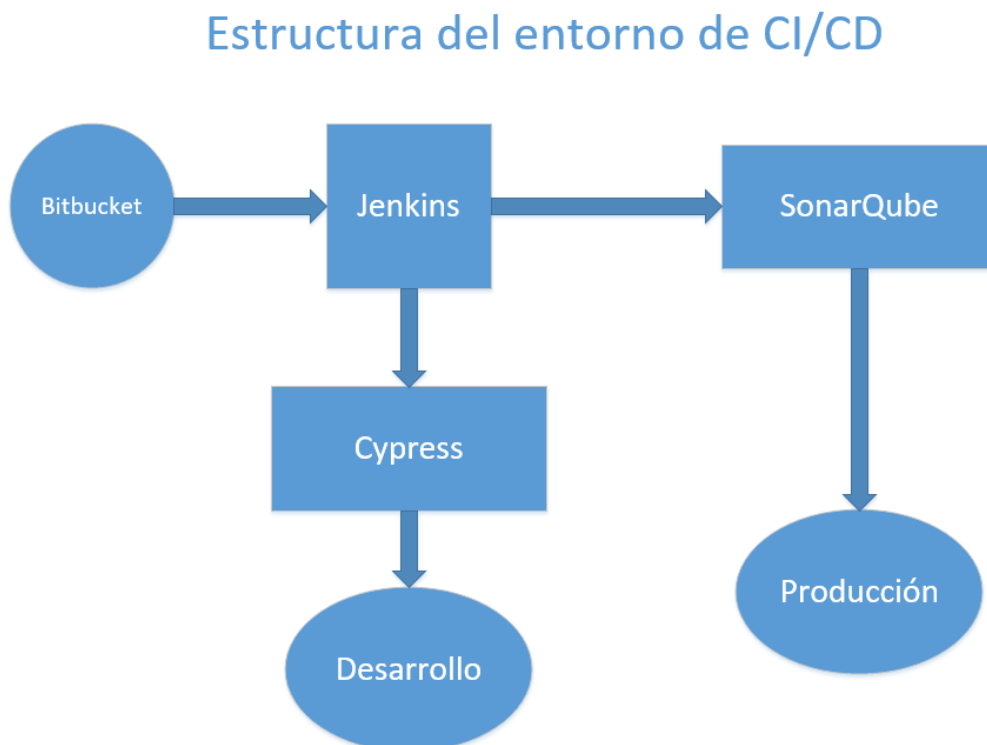 Estructura del entorno de CI/CD
Bitbucket
Jenkins
SonarQube
Cypress
Producción
Desarrollo